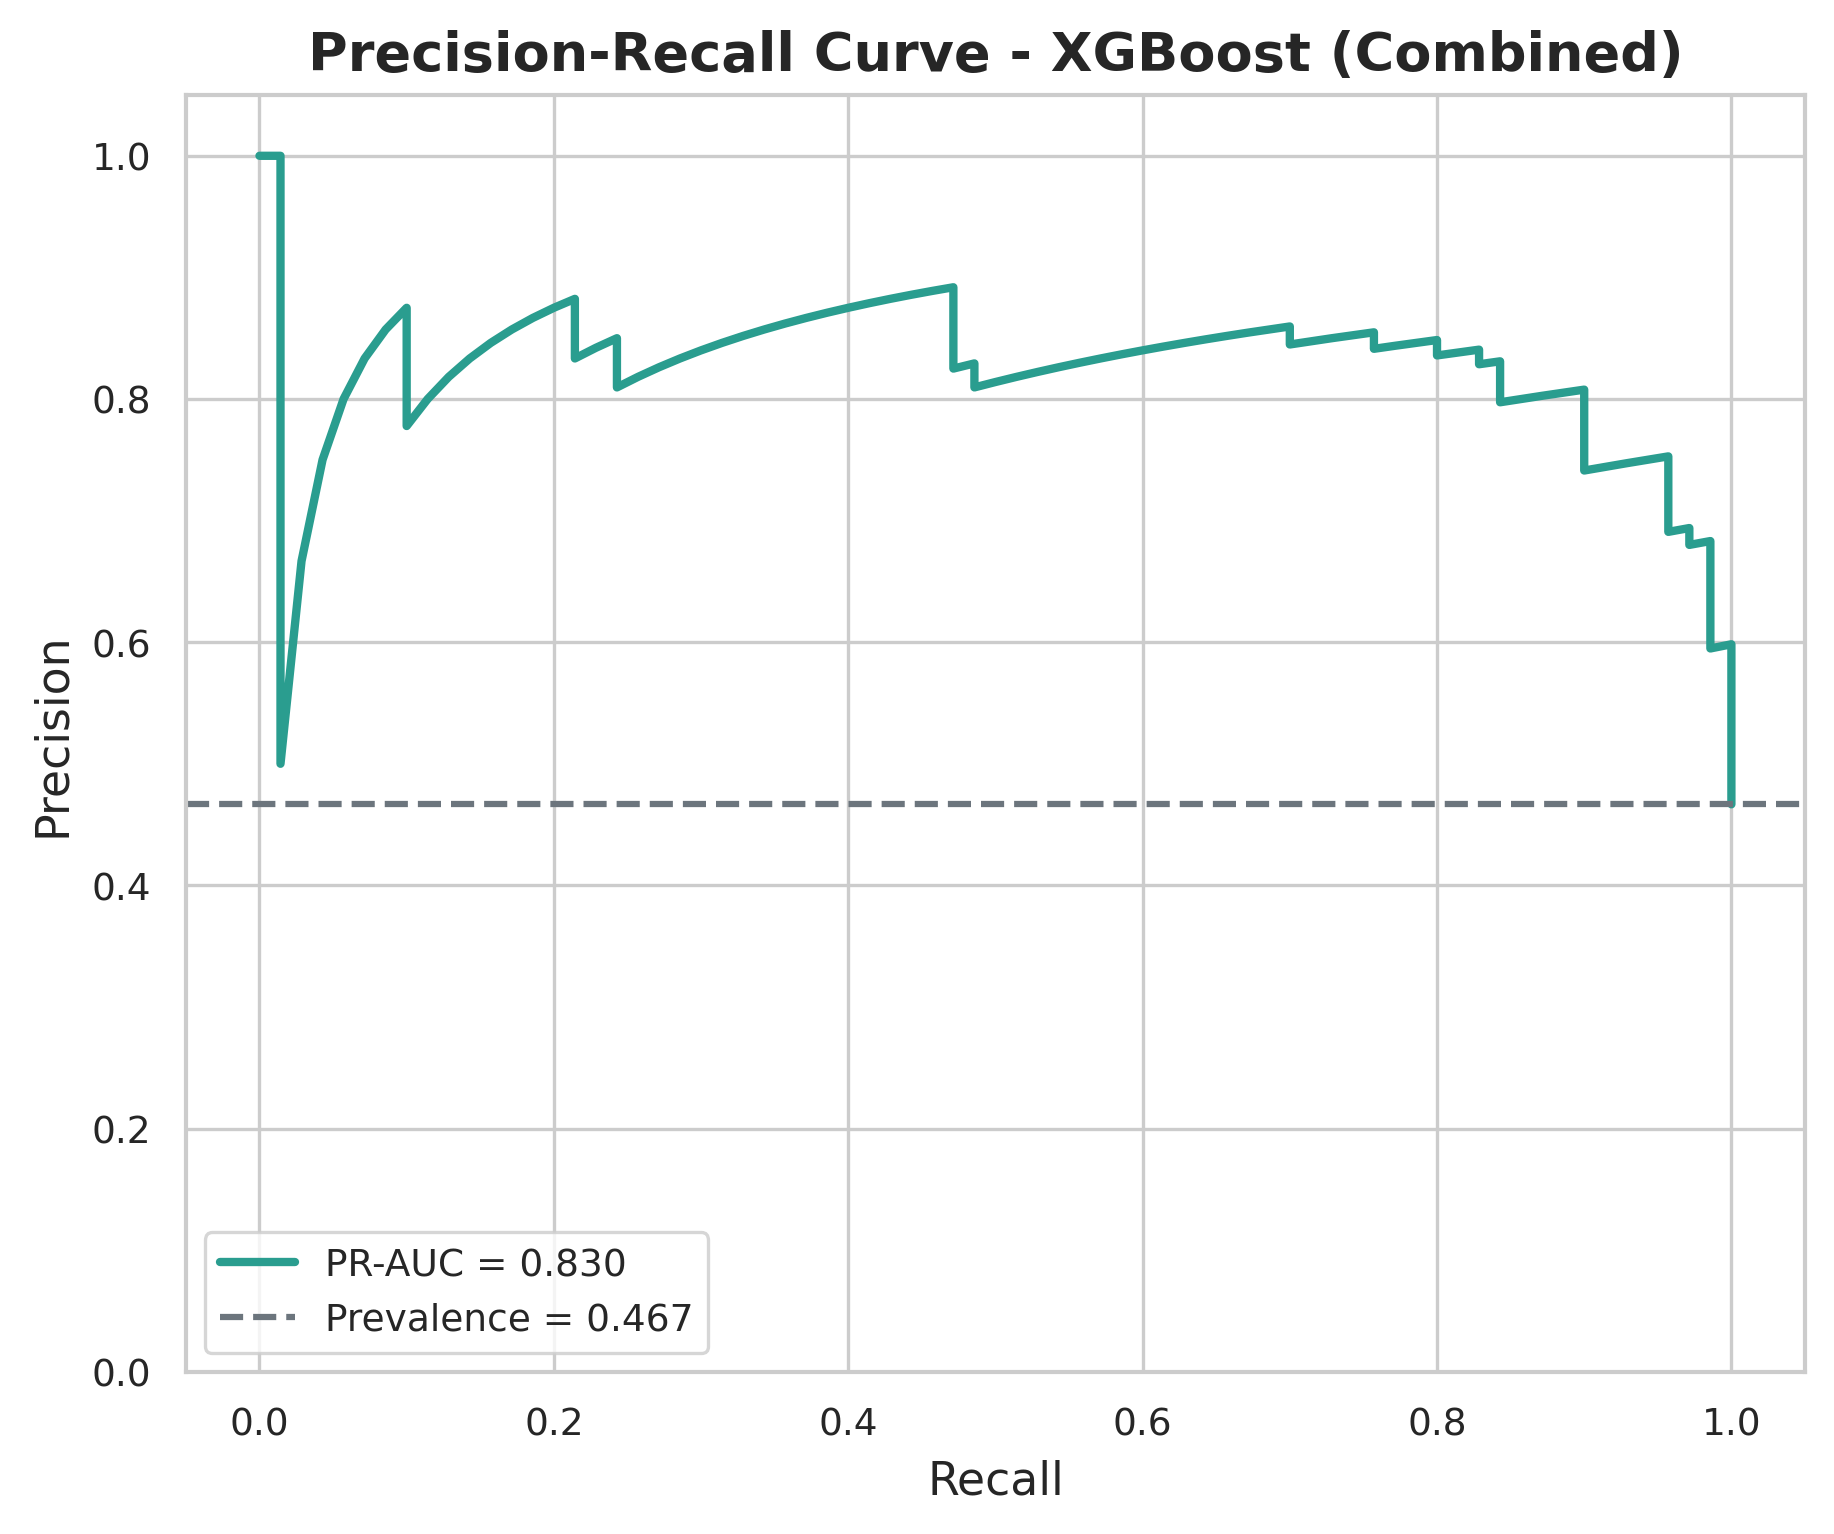 Precision-Recall Curve - XGBoost (Combined)
Precision
1.0
0.8
0.6
0.4
0.2
0.0
PR-AUC = 0.830
Prevalence = 0.467
0.0 0.2 0.4 0.6 0.8 1.0
Recall